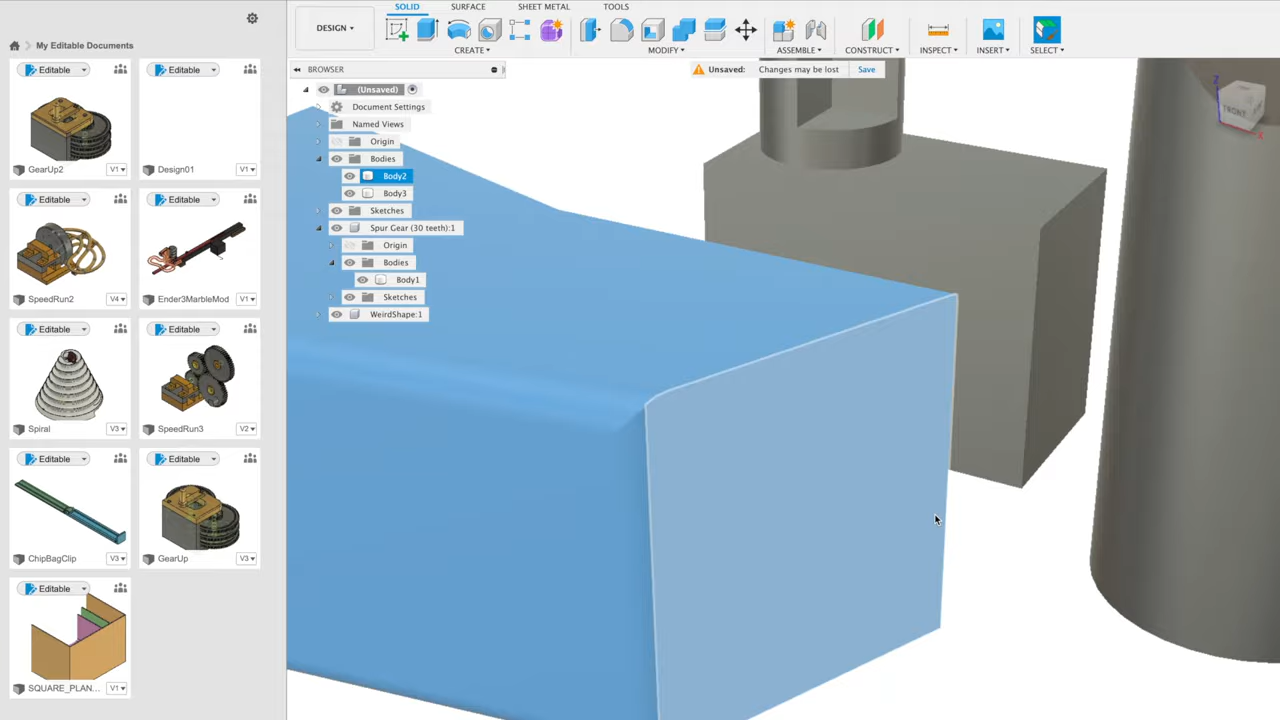 SOLID SURFACE SHEET METAL TOOLS
DESIGN
CREATE MODIFY ASSEMBLE CONSTRUCT INSPECT INSERT SELECT
My Editable Documents
BROWSER
Unsaved: Changes may be lost Save
Editable Editable
GearUp2 V1 Design01 V1
Editable Editable
SpeedRun2 V4 Ender3MarbleMod V1
Editable Editable
Spiral V3 SpeedRun3 V2
Editable Editable
ChipBagClip V3 GearUp V3
Editable
SQUARE_PLAN... V1
(Unsaved)
Document Settings
Named Views
Origin
Bodies
Body2
Body3
Sketches
Spur Gear (30 teeth):1
Origin
Bodies
Body1
Sketches
WeirdShape:1
Z
FRONT
X